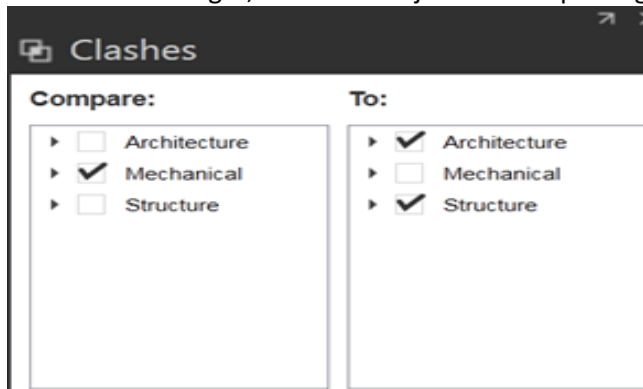 Clashes
Compare: To:
Architecture Architecture
Mechanical Mechanical
Structure Structure